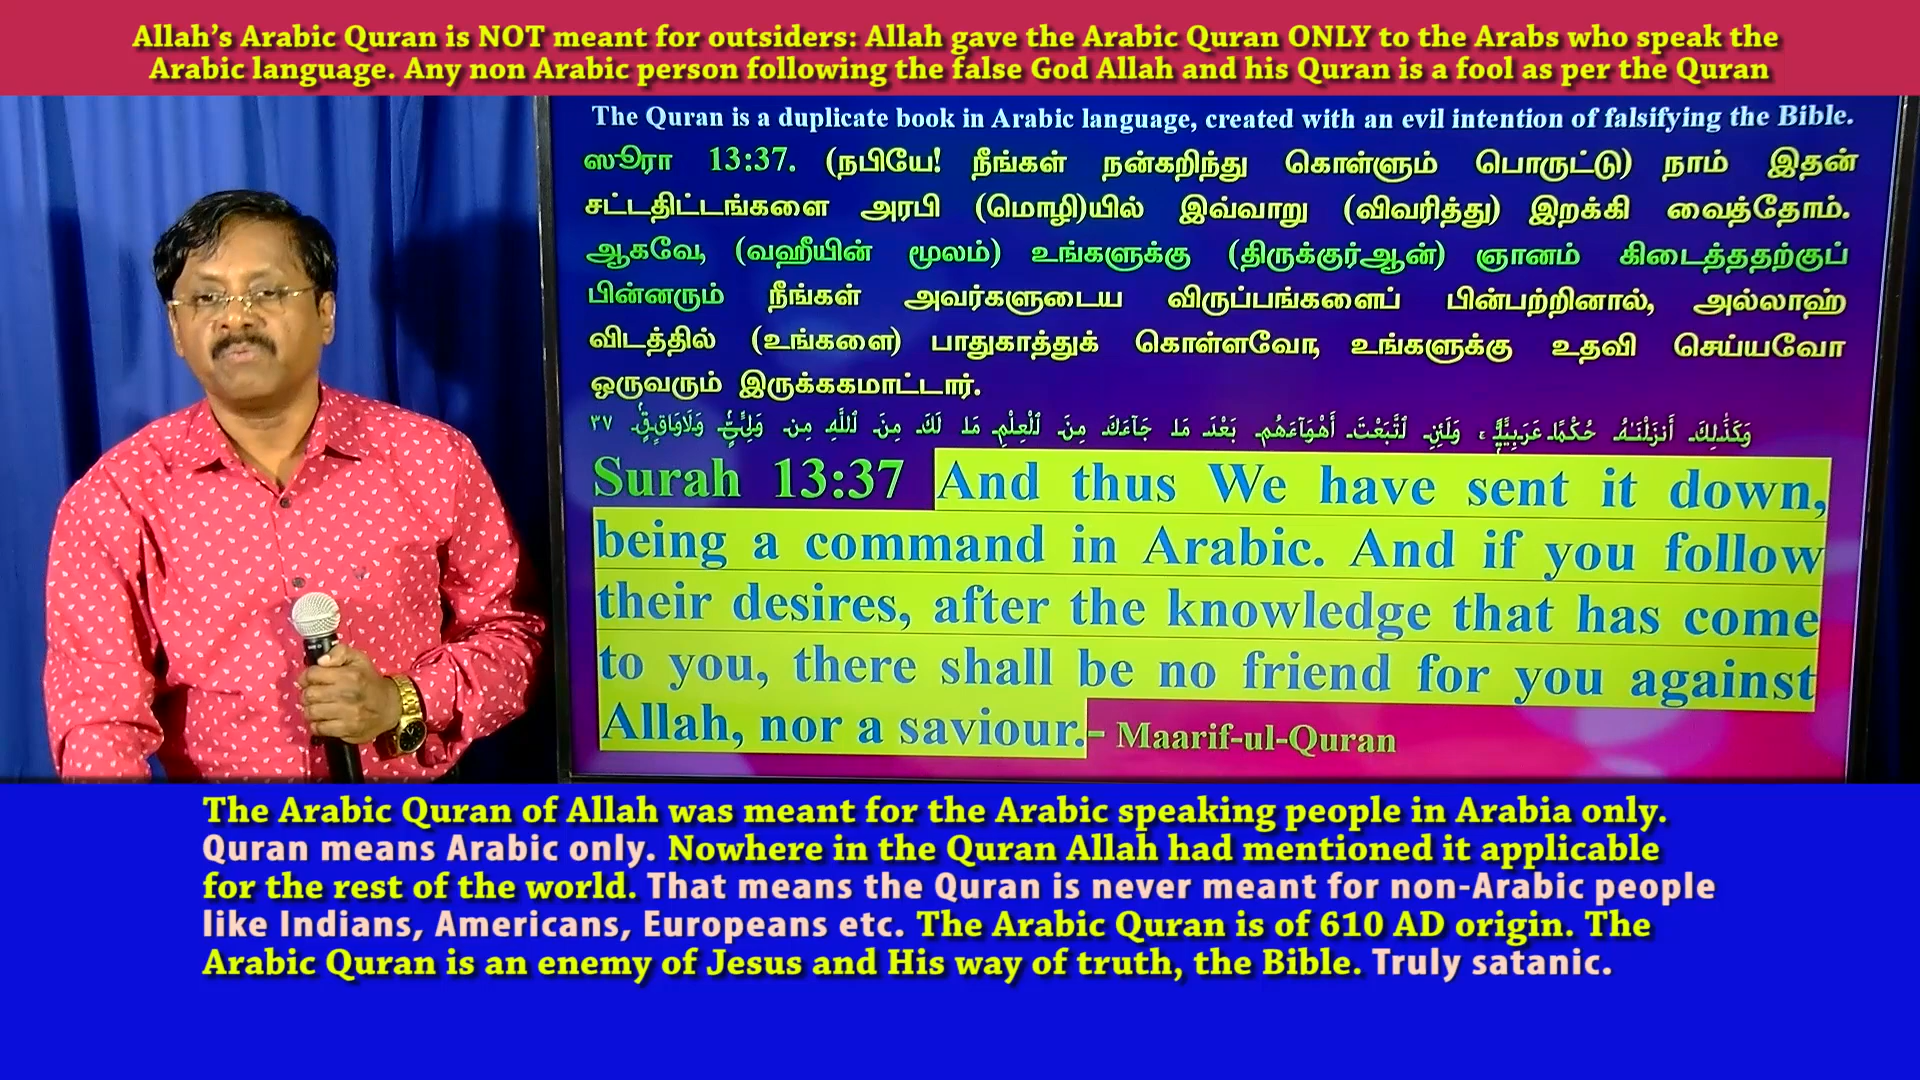 Allah’s Arabic Quran is NOT meant for outsiders: Allah gave the Arabic Quran ONLY to the Arabs who speak the
Arabic language. Any non Arabic person following the false God Allah and his Quran is a fool as per the Quran
The Quran is a duplicate book in Arabic language, created with an evil intention of falsifying the Bible.
ஸூரா 13:37. (நபியே! நீங்கள் நன்கறிந்து கொள்ளும் பொருட்டு) நாம் இதன்
சட்டதிட்டங்களை அரபி (மொழி)யில் இவ்வாறு (விவரித்து) இறக்கி வைத்தோம்.
ஆகவே, (வஹீயின் மூலம்) உங்களுக்கு (திருக்குர்ஆன்) ஞானம் கிடைத்ததற்குப்
பின்னரும் நீங்கள் அவர்களுடைய விருப்பங்களைப் பின்பற்றினால், அல்லாஹ்
விடத்தில் (உங்களை) பாதுகாத்துக் கொள்ளவோ, உங்களுக்கு உதவி செய்யவோ
ஒருவரும் இருக்ககமாட்டார்.
وَكَذَٰلِكَ أَنزَلْنَـٰهُ حُكْمًا عَرَبِيًّا ۚ وَلَئِنِ ٱتَّبَعْتَ أَهْوَآءَهُم بَعْدَ مَا جَآءَكَ مِنَ ٱلْعِلْمِ مَا لَكَ مِنَ ٱللَّهِ مِن وَلِىٍّ وَلَا وَاقٍ ٣٧
Surah 13:37 And thus We have sent it down,
being a command in Arabic. And if you follow
their desires, after the knowledge that has come
to you, there shall be no friend for you against
Allah, nor a saviour.- Maarif-ul-Quran
The Arabic Quran of Allah was meant for the Arabic speaking people in Arabia only.
Quran means Arabic only. Nowhere in the Quran Allah had mentioned it applicable
for the rest of the world. That means the Quran is never meant for non-Arabic people
like Indians, Americans, Europeans etc. The Arabic Quran is of 610 AD origin. The
Arabic Quran is an enemy of Jesus and His way of truth, the Bible. Truly satanic.